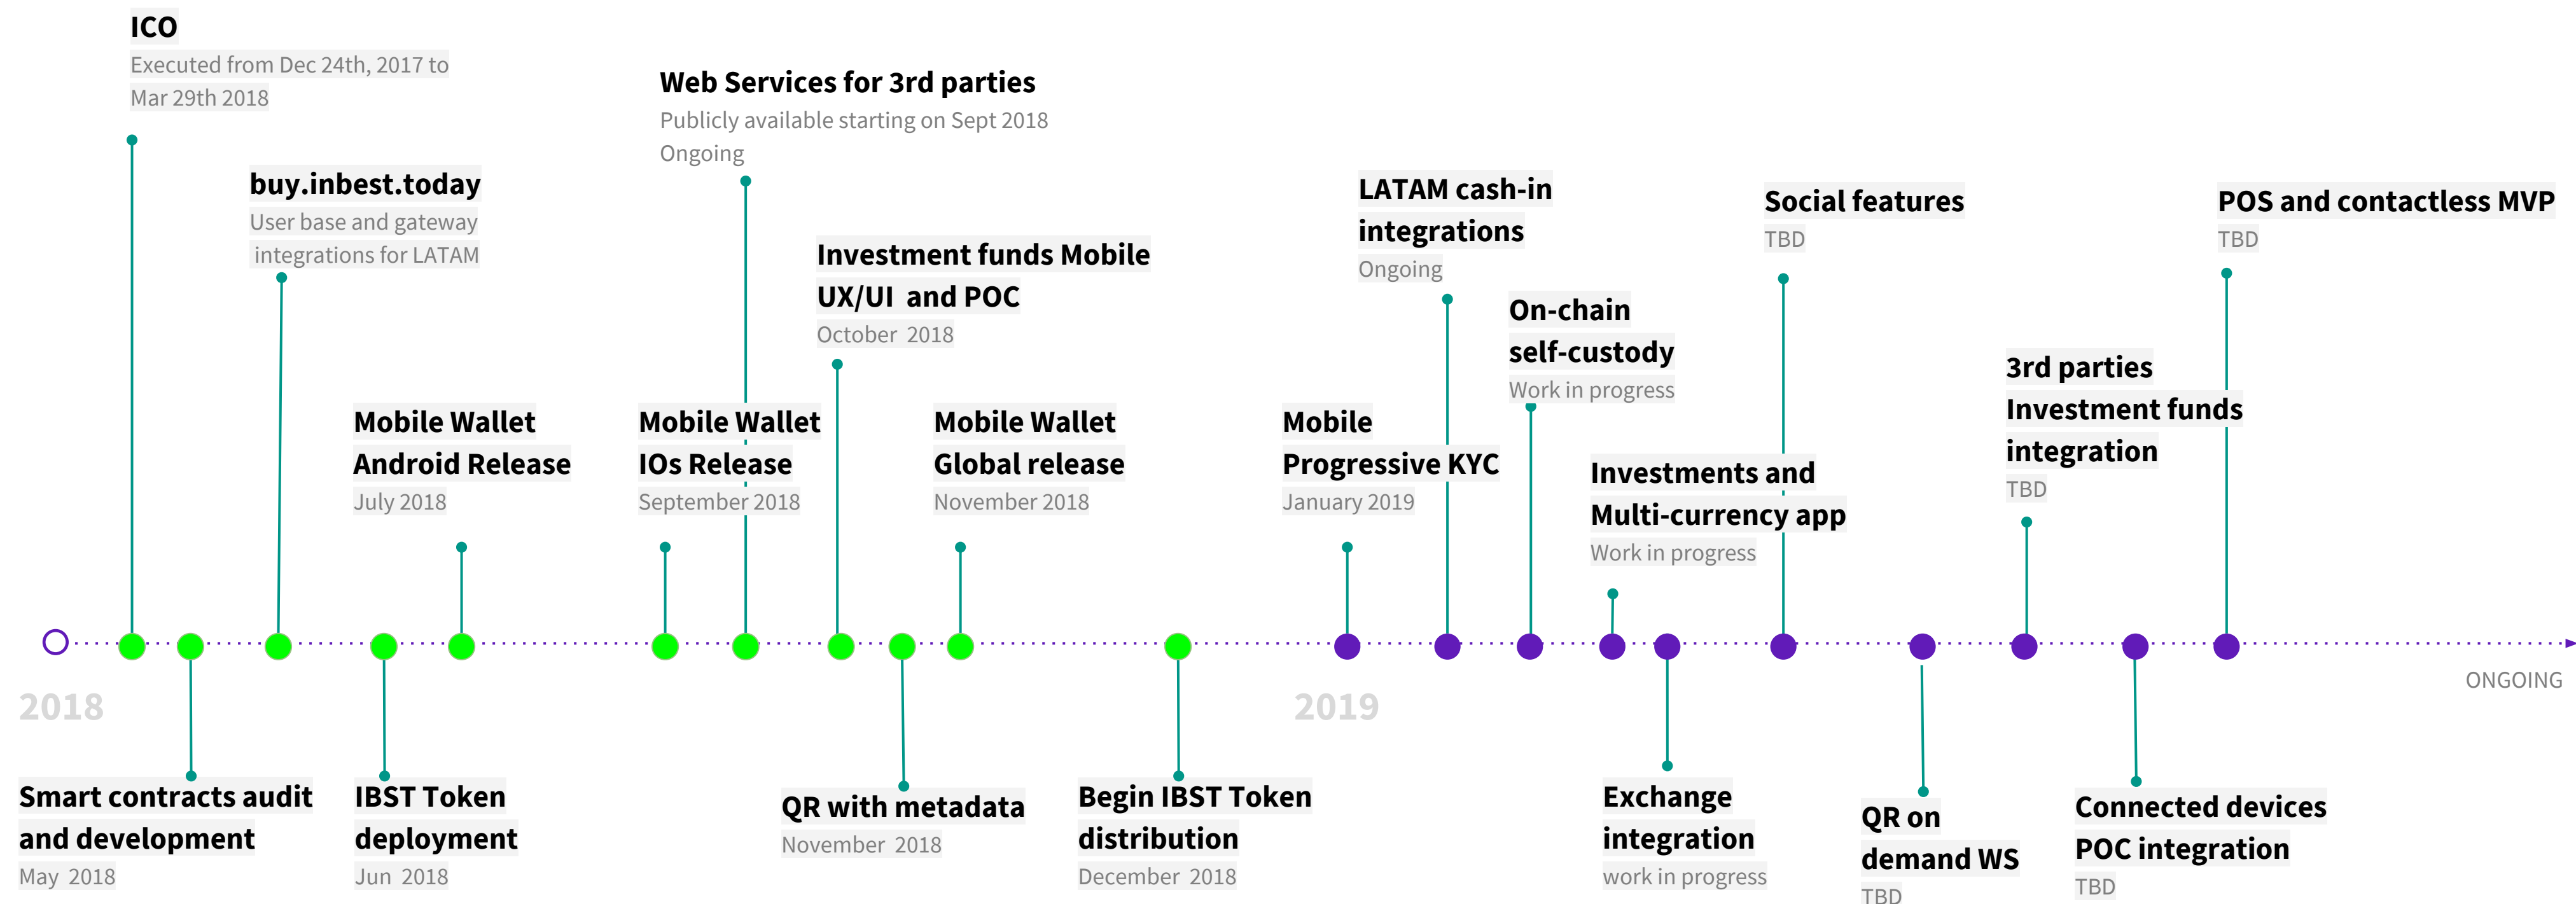 ICO
Executed from Dec 24th, 2017 to
Mar 29th 2018
buy.inbest.today
User base and gateway
integrations for LATAM
Mobile Wallet
Android Release
July 2018
Web Services for 3rd parties
Publicly available starting on Sept 2018
Ongoing
Mobile Wallet
IOs Release
September 2018
Investment funds Mobile
UX/UI  and POC
October  2018
Mobile Wallet
Global release
November 2018
Mobile
Progressive KYC
January 2019
LATAM cash-in
integrations
Ongoing
On-chain
self-custody
Work in progress
Investments and
Multi-currency app
Work in progress
Social features
TBD
3rd parties
Investment funds
integration
TBD
POS and contactless MVP
TBD
2018
2019
ONGOING
Smart contracts audit
and development
May  2018
IBST Token
deployment
Jun  2018
QR with metadata
November  2018
Begin IBST Token
distribution
December  2018
Exchange
integration
work in progress
QR on
demand WS
TBD
Connected devices
POC integration
TBD